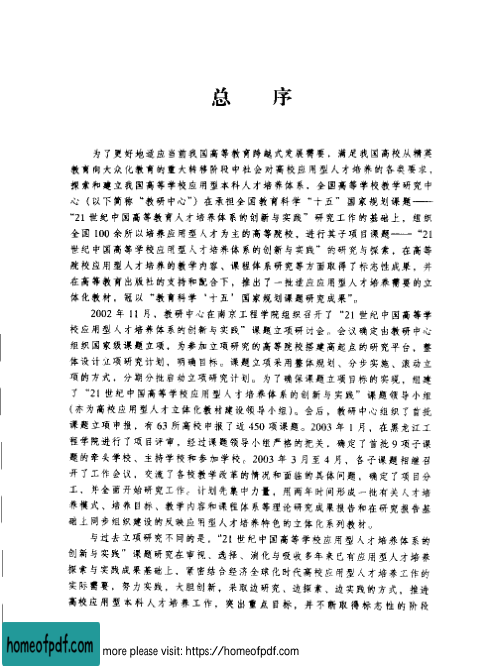 总 序
为了更好地适应当前我国高等教育跨越式发展需要，满足我国高校从精英
教育向大众化教育的重大转移阶段中社会对高校应用型人才培养的各类要求，
探索和建立我国高等学校应用型本科人才培养体系，全国高等学校教学研究中
心（以下简称“教研中心”）在承担全国教育科学“十五”国家规划课题——
“21世纪中国高等教育人才培养体系的创新与实践”研究工作的基础上，组织
全国100余所以培养应用型人才为主的高等院校，进行其子项目课题——“21
世纪中国高等学校应用型人才培养体系的创新与实践”的研究与探索，在高等
院校应用型人才培养的教学内容、课程体系研究等方面取得了标志性成果，并
在高等教育出版社的支持和配合下，推出了一批适应应用型人才培养需要的立
体化教材，冠以“教育科学‘十五’国家规划课题研究成果”。
2002年11月，教研中心在南京工程学院组织召开了“21世纪中国高等学
校应用型人才培养体系的创新与实践”课题立项研讨会。会议确定由教研中心
组织国家级课题立项，为参加立项研究的高等院校搭建高起点的研究平台，整
体设计立项研究计划，明确目标。课题立项采用整体规划、分步实施、滚动立
项的方式，分期分批启动立项研究计划。为了确保课题立项目标的实现，组建
了“21世纪中国高等学校应用型人才培养体系的创新与实践”课题领导小组
(亦为高校应用型人才立体化教材建设领导小组)。会后，教研中心组织了首批
课题立项申报，有63所高校申报了近450项课题。2003年1月，在黑龙江工
程学院进行了项目评审，经过课题领导小组严格的把关，确定了首批9项子课
题的牵头学校、主持学校和参加学校。2003年3月至4月，各子课题相继召
开了工作会议，交流了各校教学改革的情况和面临的具体问题，确定了项目分
工，并全面开始研究工作。计划先集中力量，用两年时间形成一批有关人才培
养模式、培养目标、教学内容和课程体系等理论研究成果报告和在研究报告基
础上同步组织建设的反映应用型人才培养特色的立体化系列教材。
与过去立项研究不同的是，“21世纪中国高等学校应用型人才培养体系的
创新与实践”课题研究在审视、选择、消化与吸收多年来已有应用型人才培养
探索与实践成果基础上，紧密结合经济全球化时代高校应用型人才培养工作的
实际需要，努力实践，大胆创新，采取边研究、边探索、边实践的方式，推进
高校应用型本科人才培养工作，突出重点目标，并不断取得标志性的阶段
homeofpdf.com
more please visit: https://homeofpdf.com